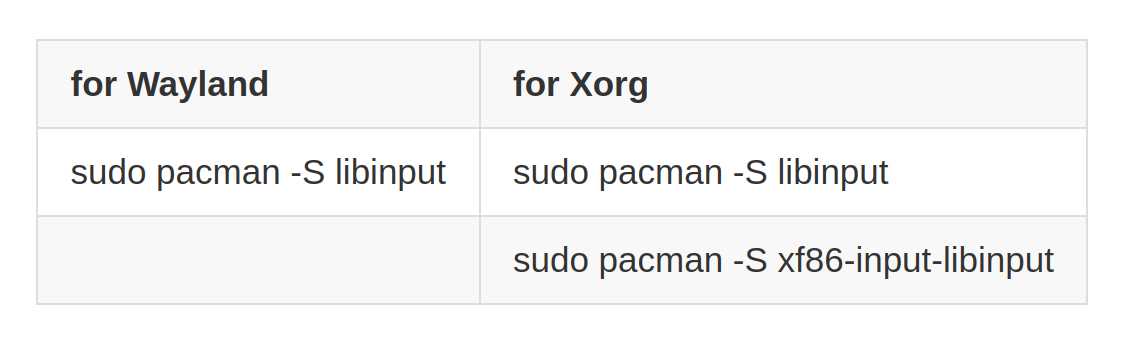 for Wayland
for Xorg
sudo pacman -S libinput
sudo pacman -S libinput
sudo pacman -S xf86-input-libinput